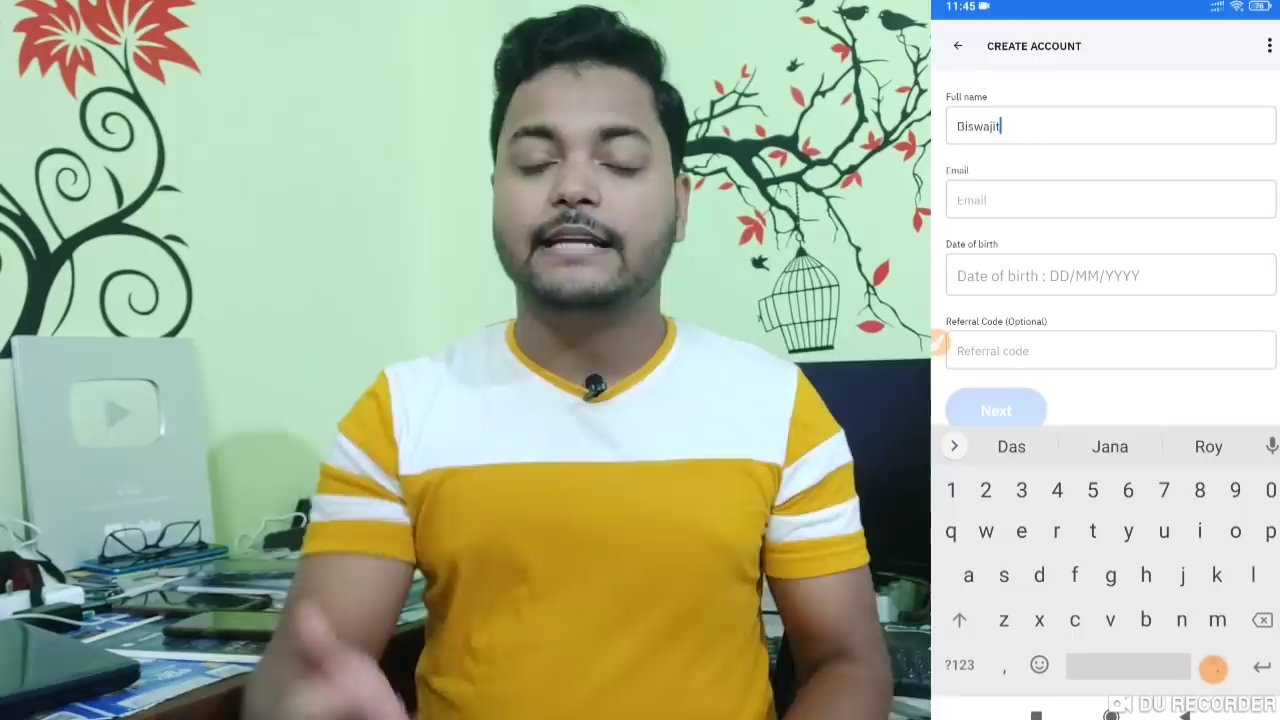 11:45
76
CREATE ACCOUNT
Full name
Biswajit
Email
Email
Date of birth
Date of birth : DD/MM/YYYY
Referral Code (Optional)
Referral code
Next
Das Jana Roy
1 2 3 4 5 6 7 8 9 0
q w e r t y u i o p
a s d f g h j k l
z x c v b n m
?123 ,
DU RECORDER